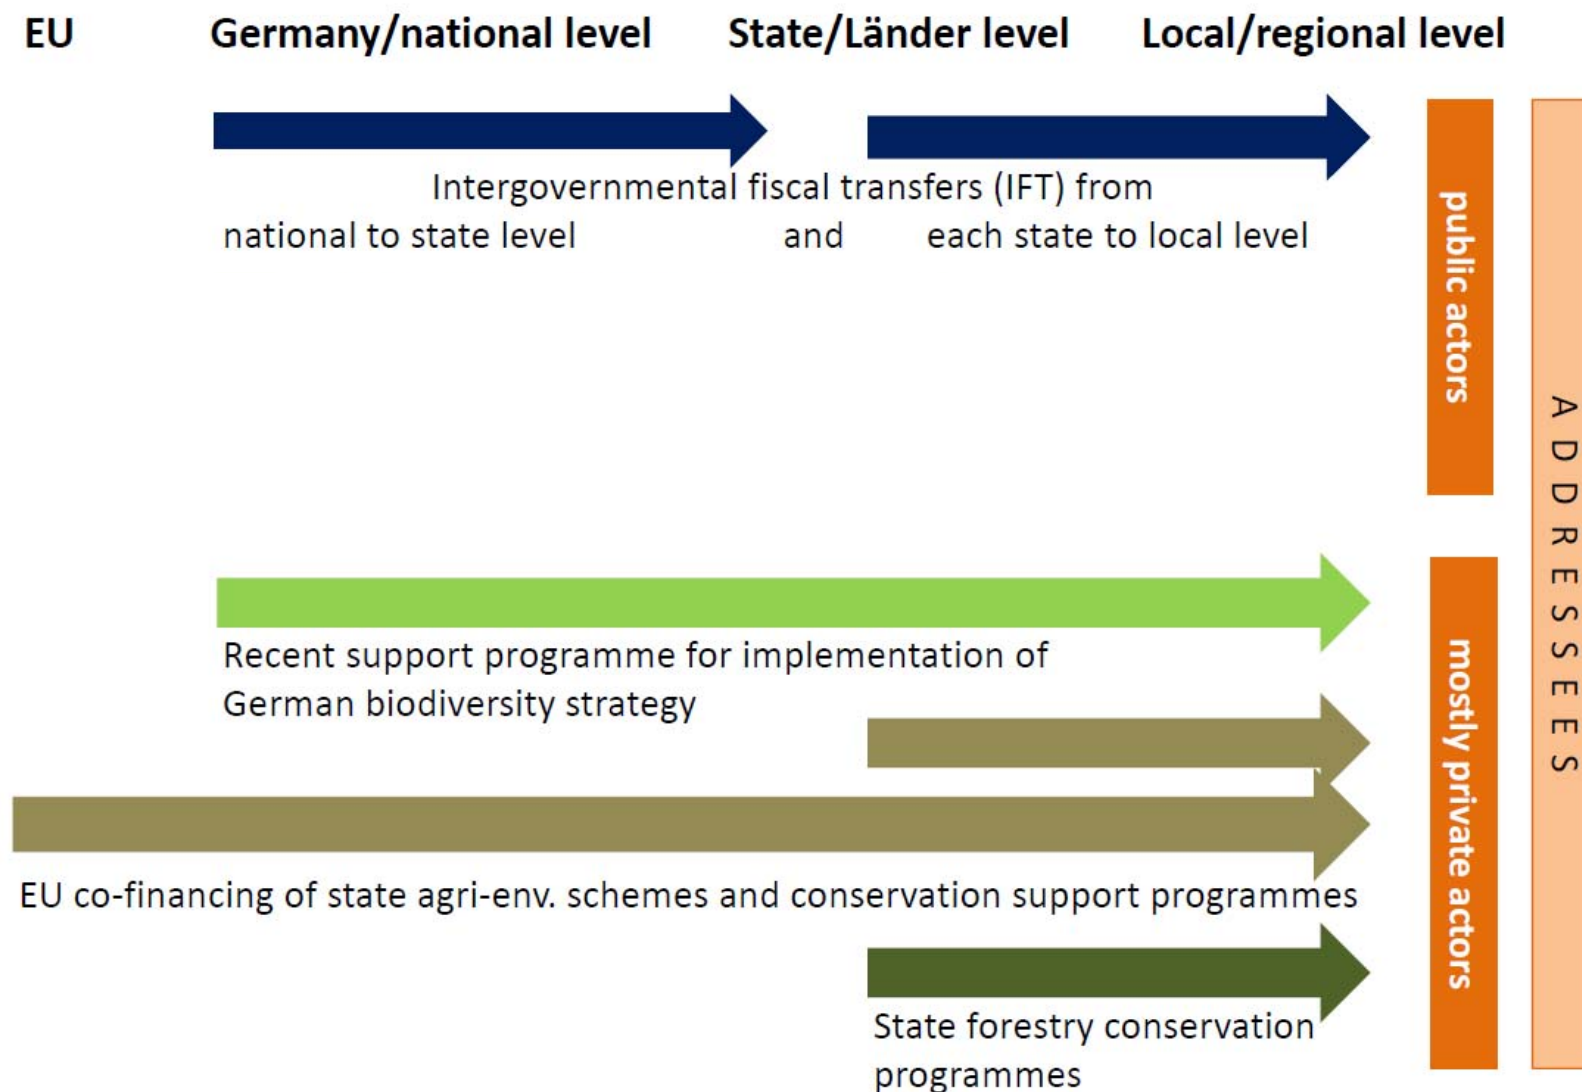 EU Germany/national level State/Länder level Local/regional level
Intergovernmental fiscal transfers (IFT) from
national to state level and each state to local level
public actors
Recent support programme for implementation of
German biodiversity strategy
EU co-financing of state agri-env. schemes and conservation support programmes
State forestry conservation
programmes
mostly private actors
ADDRESSEES